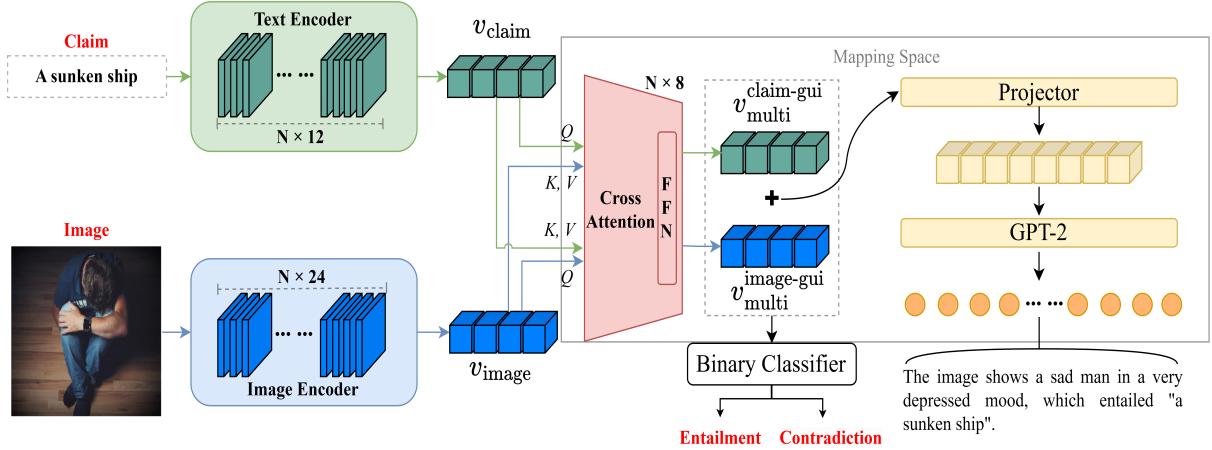 Claim
A sunken ship
Text Encoder
... ...
N × 12
v_claim
Image
N × 24
... ...
Image Encoder
v_image
Mapping Space
N × 8
Q
K, V
K, V
Q
Cross
Attention
F
F
N
v_multi^claim-gui
+
v_multi^image-gui
Binary Classifier
Entailment
Contradiction
Projector
GPT-2
... ...
The image shows a sad man in a very
depressed mood, which entailed "a
sunken ship".